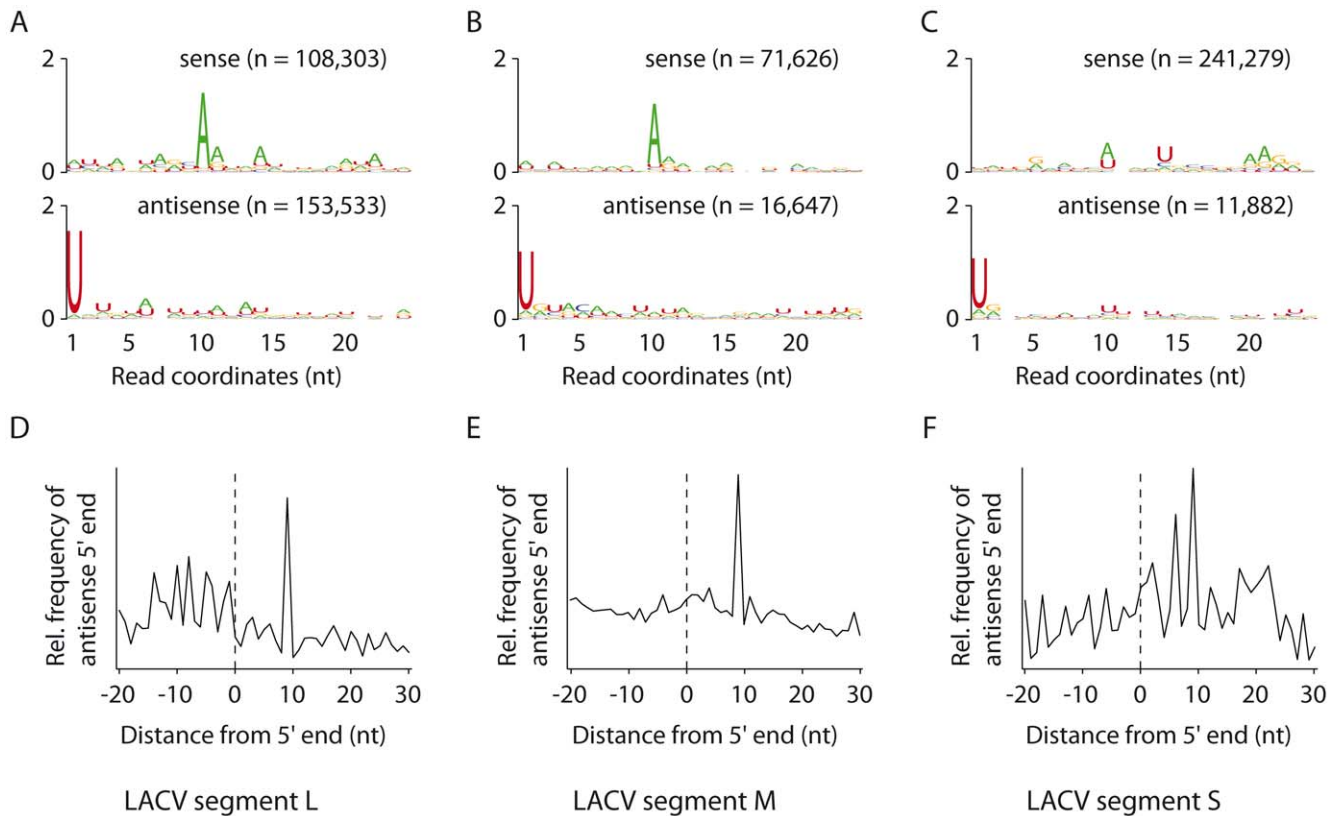 A
B
C
2
sense (n = 108,303)
0
2
sense (n = 71,626)
0
2
sense (n = 241,279)
0
2
antisense (n = 153,533)
0
2
antisense (n = 16,647)
0
2
antisense (n = 11,882)
0
1 5 10 15 20
1 5 10 15 20
1 5 10 15 20
Read coordinates (nt)
Read coordinates (nt)
Read coordinates (nt)
D
E
F
Rel. frequency of
antisense 5' end
Rel. frequency of
antisense 5' end
Rel. frequency of
antisense 5' end
-20 -10 0 10 20 30
-20 -10 0 10 20 30
-20 -10 0 10 20 30
Distance from 5' end (nt)
Distance from 5' end (nt)
Distance from 5' end (nt)
LACV segment L
LACV segment M
LACV segment S